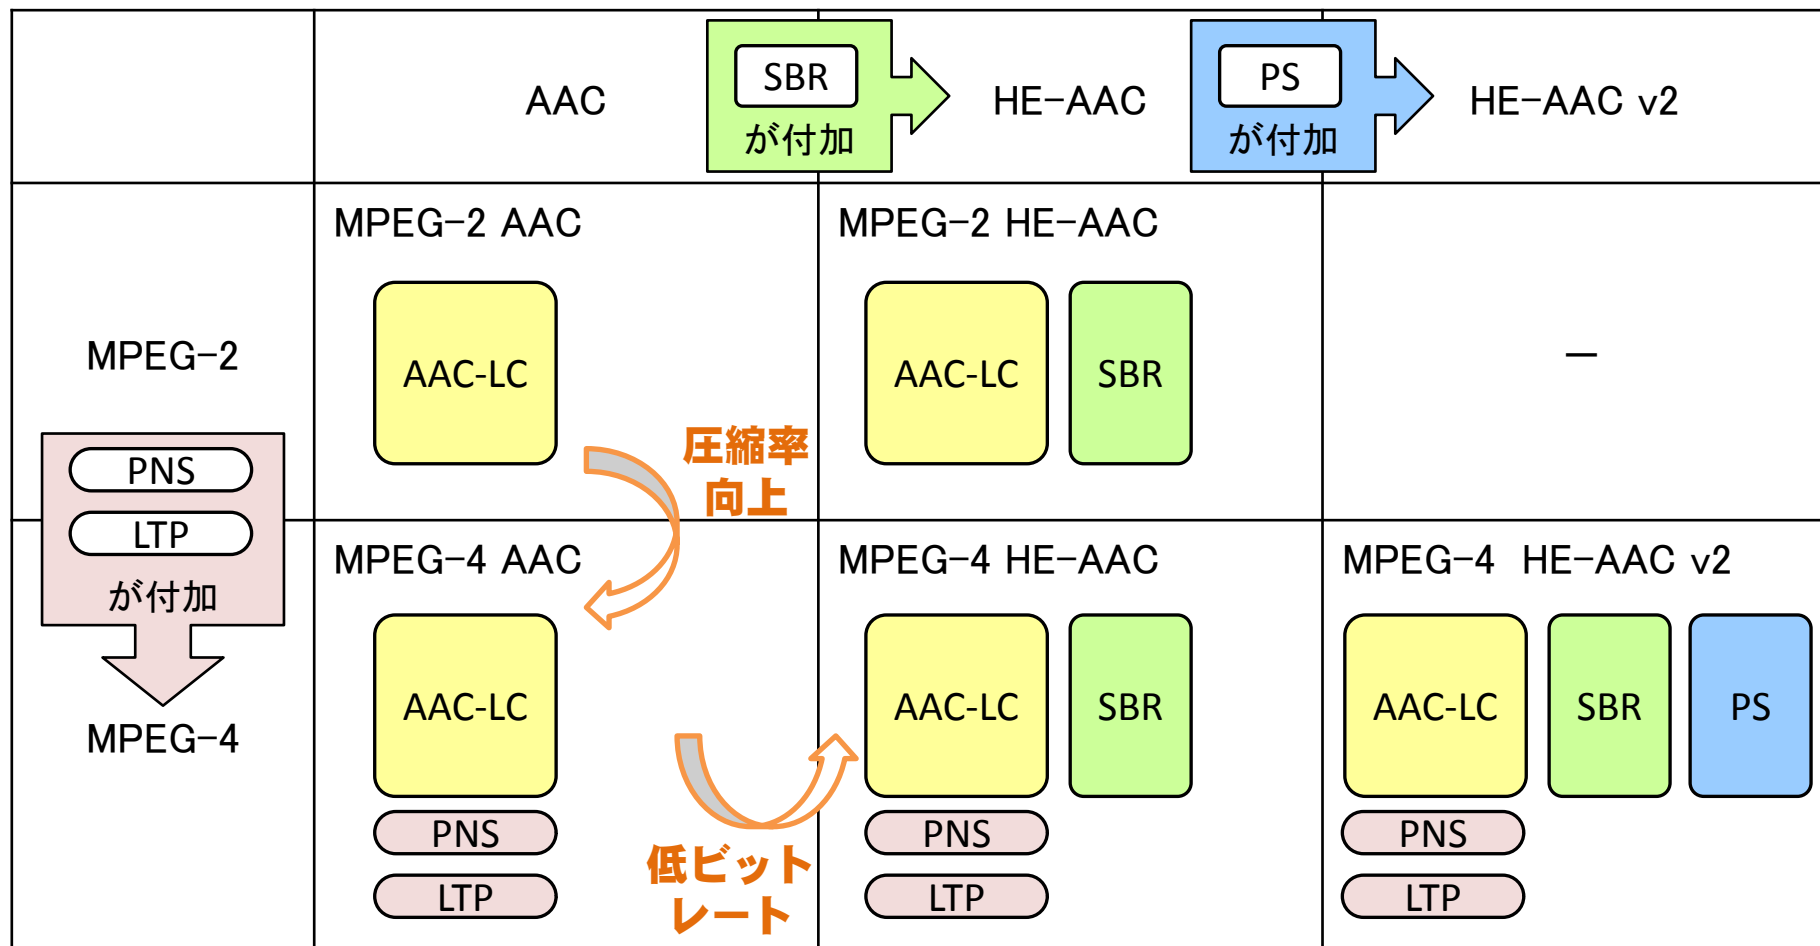 AAC
SBR
が付加
HE-AAC
PS
が付加
HE-AAC v2
MPEG-2
MPEG-2 AAC
AAC-LC
MPEG-2 HE-AAC
AAC-LC
SBR
—
PNS
LTP
が付加
圧縮率
向上
MPEG-4
MPEG-4 AAC
AAC-LC
PNS
LTP
低ビット
レート
MPEG-4 HE-AAC
AAC-LC
SBR
PNS
LTP
MPEG-4 HE-AAC v2
AAC-LC
SBR
PS
PNS
LTP